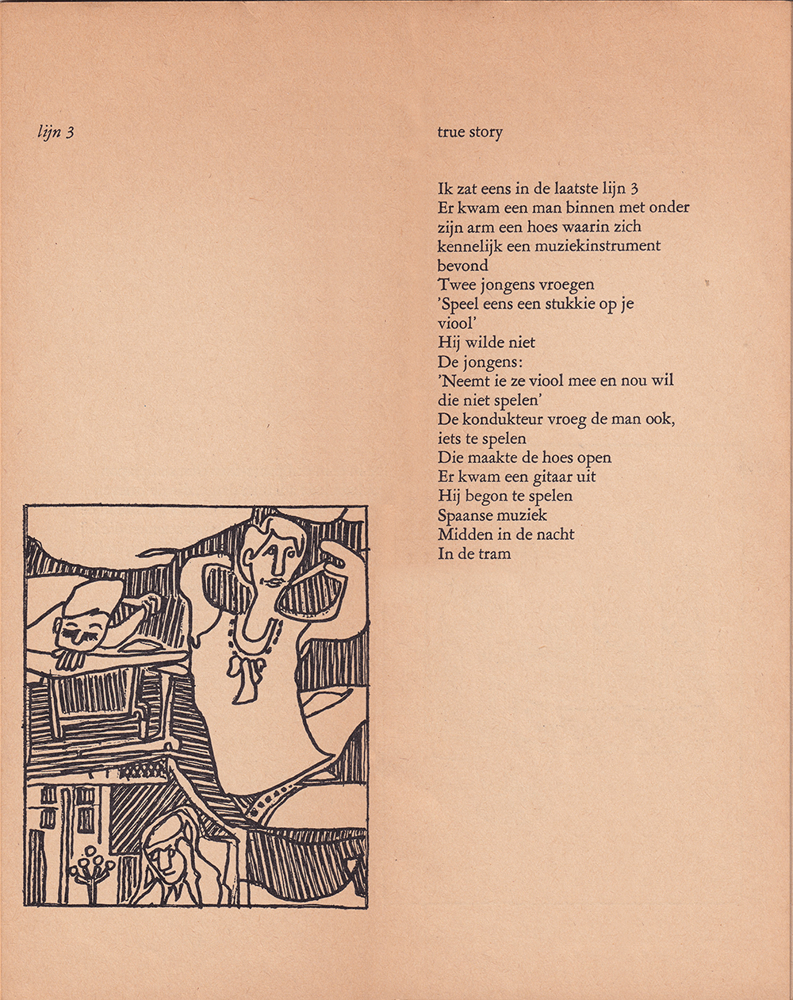 lijn 3
true story
Ik zat eens in de laatste lijn 3
Er kwam een man binnen met onder
zijn arm een hoes waarin zich
kennelijk een muziekinstrument
bevond
Twee jongens vroegen
’Speel eens een stukkie op je
viool’
Hij wilde niet
De jongens:
’Neemt ie ze viool mee en nou wil
die niet spelen’
De kondukteur vroeg de man ook,
iets te spelen
Die maakte de hoes open
Er kwam een gitaar uit
Hij begon te spelen
Spaanse muziek
Midden in de nacht
In de tram